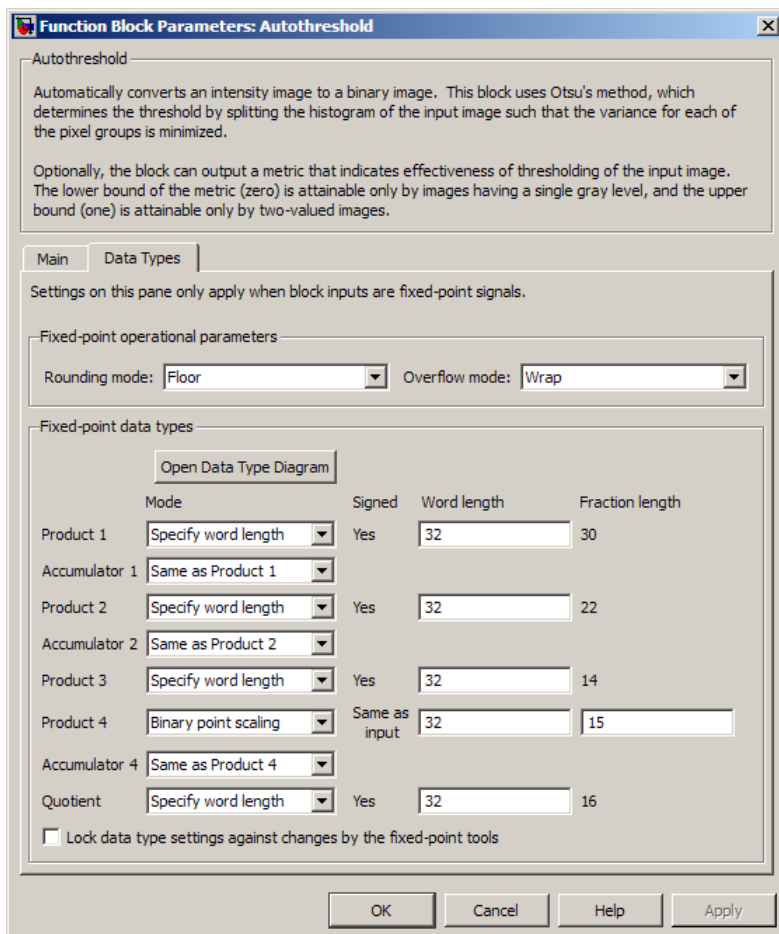 Function Block Parameters: Autothreshold
Autothreshold
Automatically converts an intensity image to a binary image.  This block uses Otsu's method, which
determines the threshold by splitting the histogram of the input image such that the variance for each of
the pixel groups is minimized.
Optionally, the block can output a metric that indicates effectiveness of thresholding of the input image.
The lower bound of the metric (zero) is attainable only by images having a single gray level, and the upper
bound (one) is attainable only by two-valued images.
Main Data Types
Settings on this pane only apply when block inputs are fixed-point signals.
Fixed-point operational parameters
Rounding mode: Floor Overflow mode: Wrap
Fixed-point data types
Open Data Type Diagram
Mode Signed Word length Fraction length
Product 1 Specify word length Yes 32 30
Accumulator 1 Same as Product 1
Product 2 Specify word length Yes 32 22
Accumulator 2 Same as Product 2
Product 3 Specify word length Yes 32 14
Product 4 Binary point scaling Same as input 32 15
Accumulator 4 Same as Product 4
Quotient Specify word length Yes 32 16
Lock data type settings against changes by the fixed-point tools
OK Cancel Help Apply